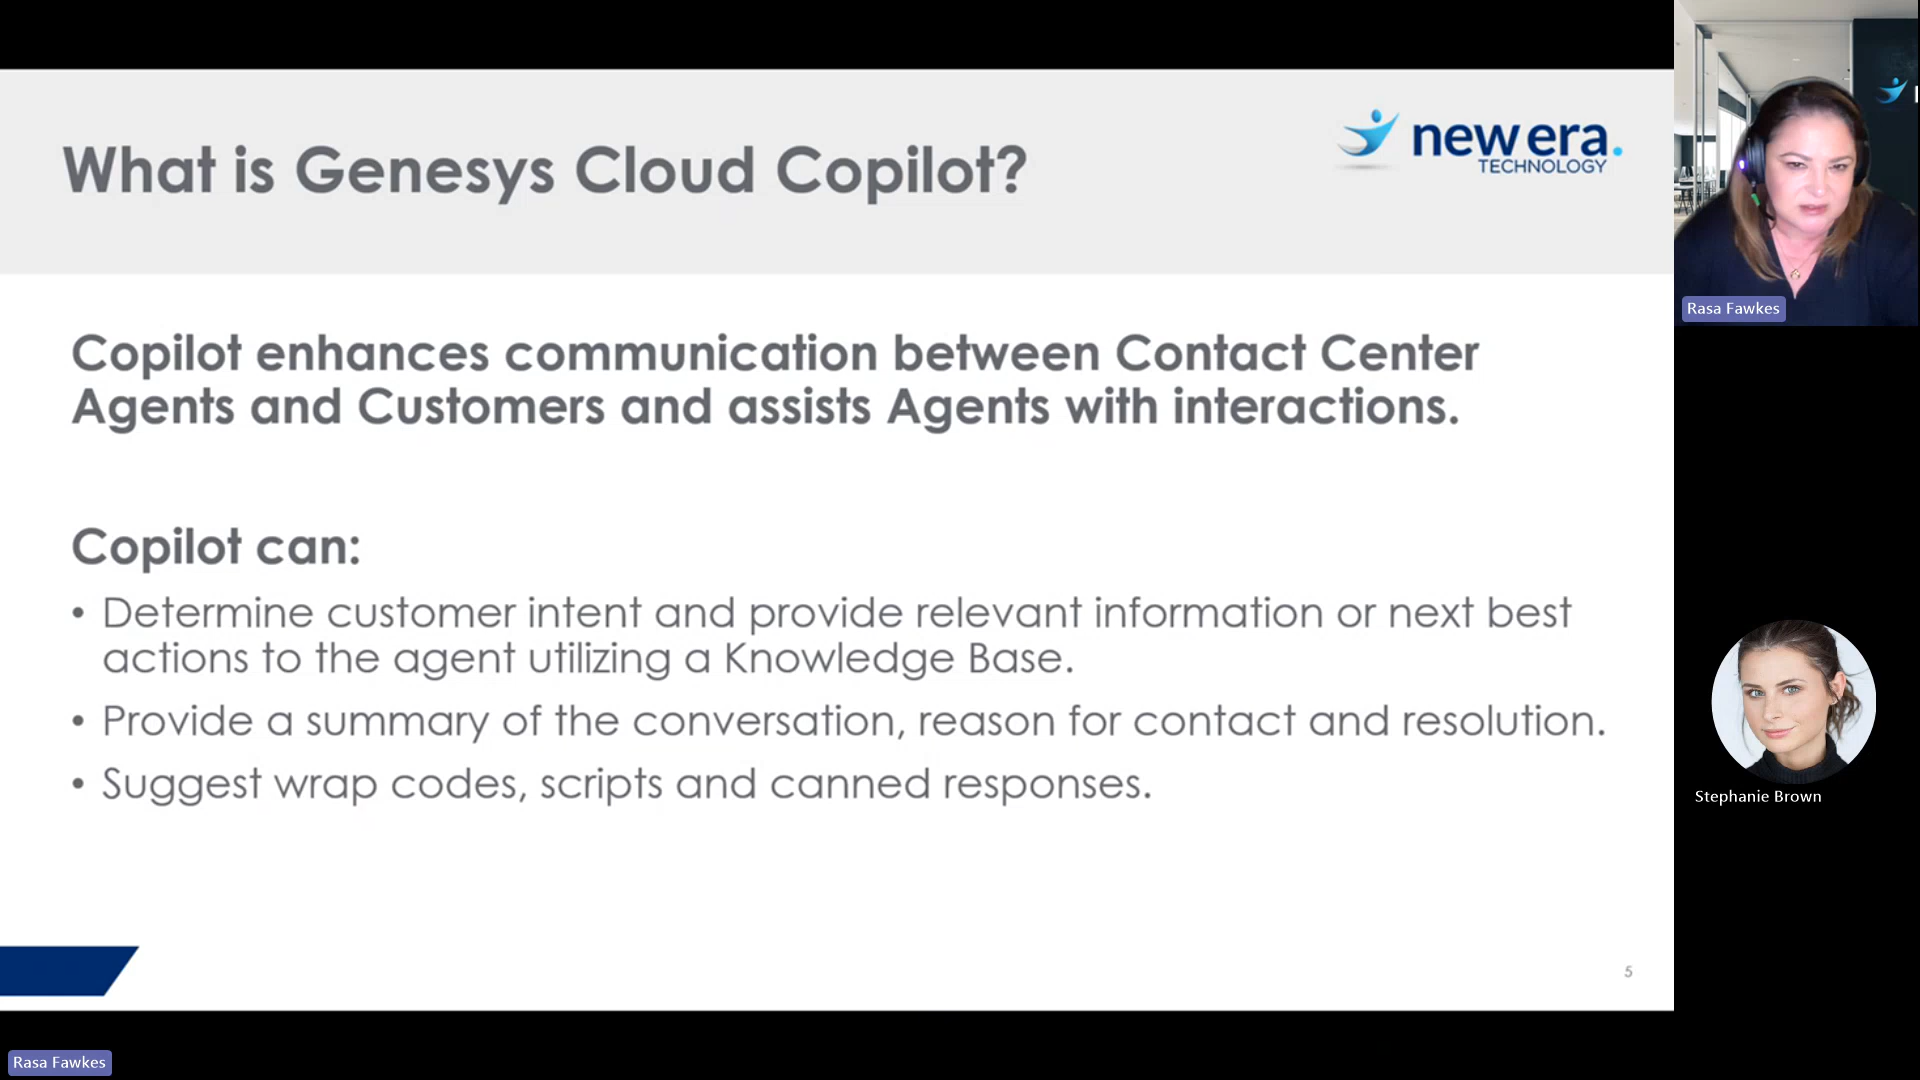 What is Genesys Cloud Copilot?
new era.
TECHNOLOGY
Copilot enhances communication between Contact Center
Agents and Customers and assists Agents with interactions.
Copilot can:
• Determine customer intent and provide relevant information or next best
actions to the agent utilizing a Knowledge Base.
• Provide a summary of the conversation, reason for contact and resolution.
• Suggest wrap codes, scripts and canned responses.
5
Rasa Fawkes
Stephanie Brown
Rasa Fawkes